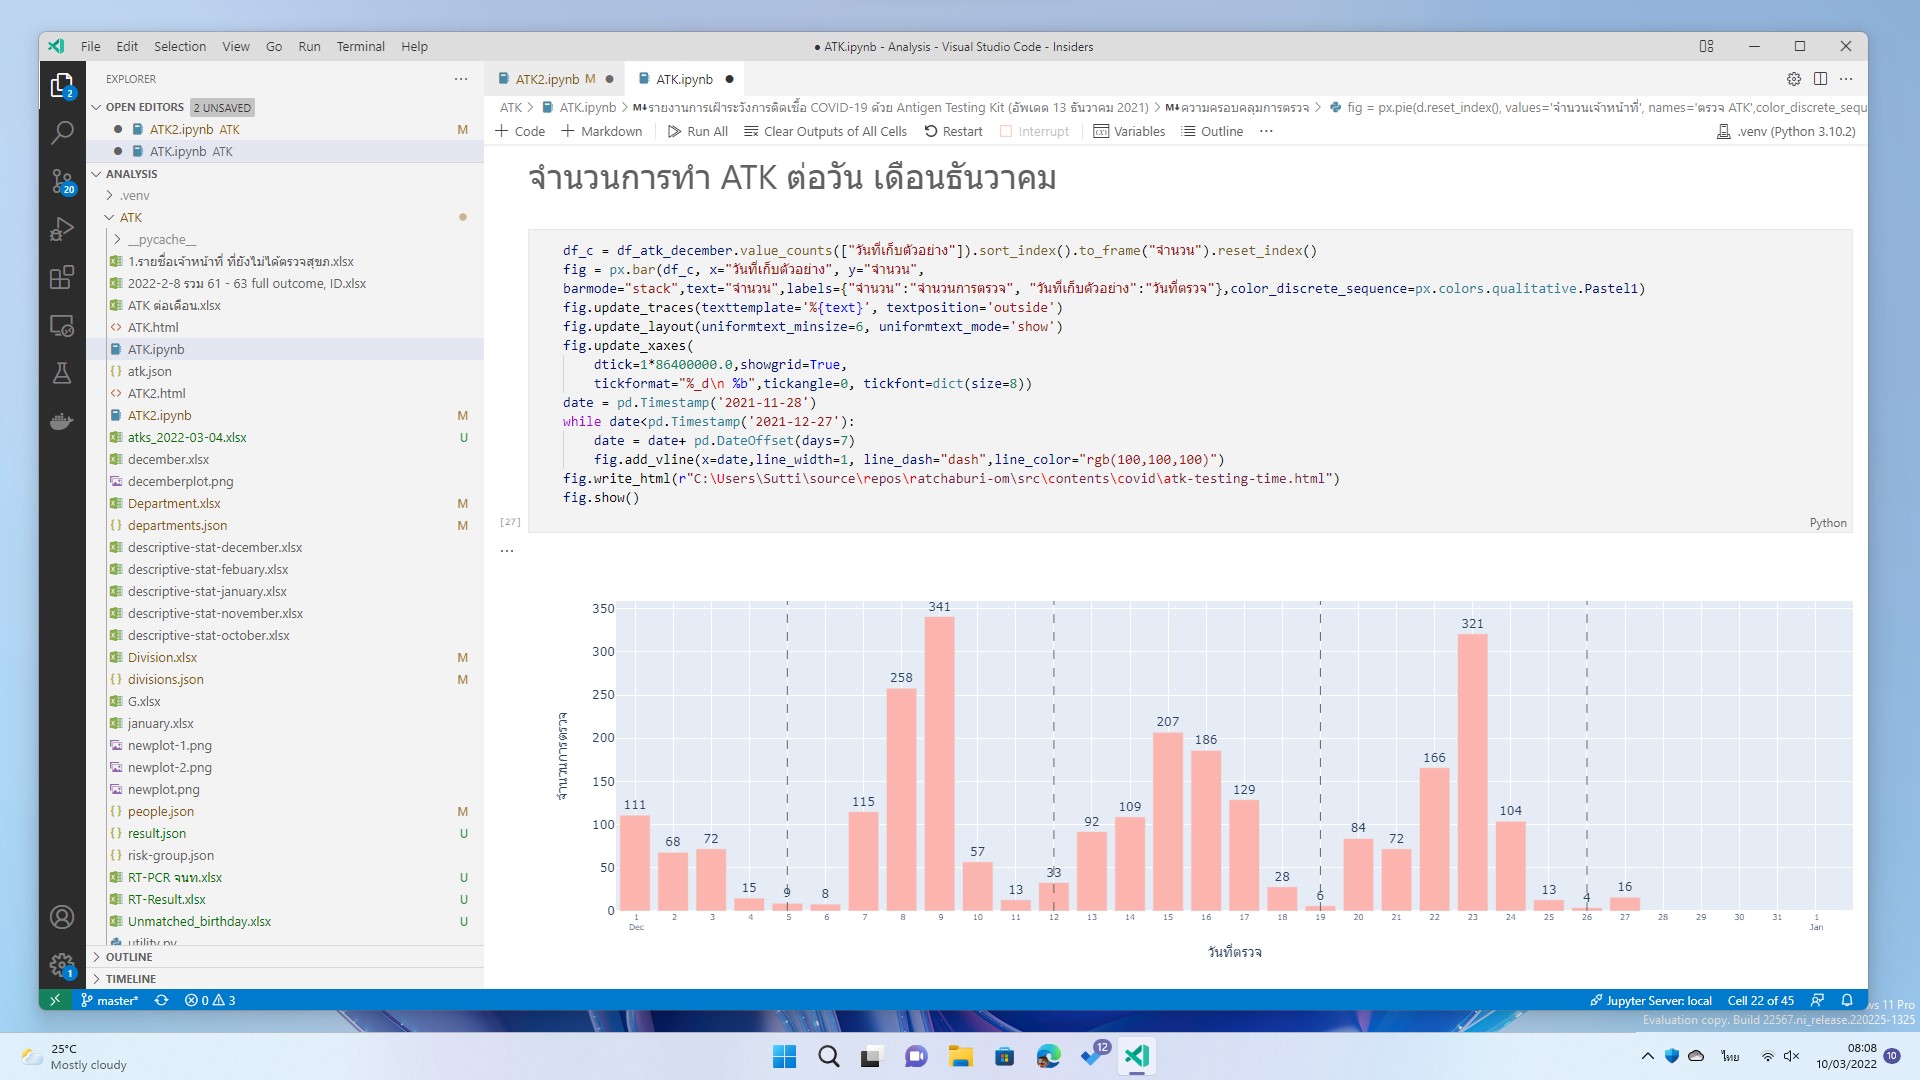 File Edit Selection View Go Run Terminal Help
● ATK.ipynb - Analysis - Visual Studio Code - Insiders
EXPLORER
OPEN EDITORS 2 UNSAVED
ATK2.ipynb ATK M
ATK.ipynb ATK
ANALYSIS
.venv
ATK
__pycache__
1.รายชื่อเจ้าหน้าที่ ที่ยังไม่ได้ตรวจสุขภ.xlsx
2022-2-8 รวม 61 - 63 full outcome, ID.xlsx
ATK ต่อเดือน.xlsx
ATK.html
ATK.ipynb
atk.json
ATK2.html
ATK2.ipynb M
atks_2022-03-04.xlsx U
december.xlsx
decemberplot.png
Department.xlsx M
departments.json M
descriptive-stat-december.xlsx
descriptive-stat-febuary.xlsx
descriptive-stat-january.xlsx
descriptive-stat-november.xlsx
descriptive-stat-october.xlsx
Division.xlsx M
divisions.json M
G.xlsx
january.xlsx
newplot-1.png
newplot-2.png
newplot.png
people.json M
result.json U
risk-group.json
RT-PCR จนท.xlsx U
RT-Result.xlsx U
Unmatched_birthday.xlsx U
utility.py
OUTLINE
TIMELINE
2
20
1
ATK2.ipynb M
ATK.ipynb
ATK > ATK.ipynb > M↓รายงานการเฝ้าระวังการติดเชื้อ COVID-19 ด้วย Antigen Testing Kit (อัพเดต 13 ธันวาคม 2021) > M↓ความครอบคลุมการตรวจ > fig = px.pie(d.reset_index(), values='จำนวนเจ้าหน้าที่', names='ตรวจ ATK',color_discrete_sequ
+ Code + Markdown Run All Clear Outputs of All Cells Restart Interrupt Variables Outline ··· .venv (Python 3.10.2)
จำนวนการทำ ATK ต่อวัน เดือนธันวาคม
df_c = df_atk_december.value_counts(["วันที่เก็บตัวอย่าง"]).sort_index().to_frame("จำนวน").reset_index()
fig = px.bar(df_c, x="วันที่เก็บตัวอย่าง", y="จำนวน",
barmode="stack",text="จำนวน",labels={"จำนวน":"จำนวนการตรวจ", "วันที่เก็บตัวอย่าง":"วันที่ตรวจ"},color_discrete_sequence=px.colors.qualitative.Pastel1)
fig.update_traces(texttemplate='%{text}', textposition='outside')
fig.update_layout(uniformtext_minsize=6, uniformtext_mode='show')
fig.update_xaxes(
dtick=1*86400000.0,showgrid=True,
tickformat="%_d\n %b",tickangle=0, tickfont=dict(size=8))
date = pd.Timestamp('2021-11-28')
while date<pd.Timestamp('2021-12-27'):
date = date+ pd.DateOffset(days=7)
fig.add_vline(x=date,line_width=1, line_dash="dash",line_color="rgb(100,100,100)")
fig.write_html(r"C:\Users\Sutti\source\repos\ratchaburi-om\src\contents\covid\atk-testing-time.html")
fig.show()
[27]
Python
···
จำนวนการตรวจ
350
300
250
200
150
100
50
0
111 68 72 15 9 8 115 258 341 57 13 33 92 109 207 186 129 28 6 84 72 166 321 104 13 4 16
1 2 3 4 5 6 7 8 9 10 11 12 13 14 15 16 17 18 19 20 21 22 23 24 25 26 27 28 29 30 31 1
Dec Jan
วันที่ตรวจ
master* 0 3 Jupyter Server: local Cell 22 of 45
ws 11 Pro
Evaluation copy. Build 22567.ni_release.220225-1325
25°C
Mostly cloudy
12
ไทย
08:08
10/03/2022
10